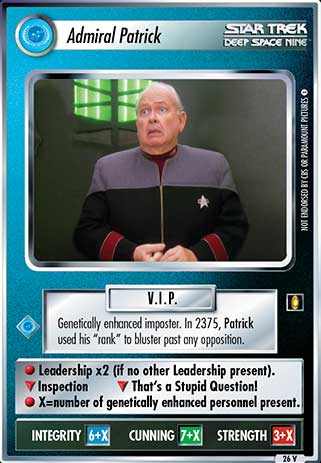 Admiral Patrick
STAR TREK
DEEP SPACE NINE
NOT ENDORSED BY CBS OR PARAMOUNT PICTURES
V.I.P.
Genetically enhanced imposter. In 2375, Patrick
used his “rank” to bluster past any opposition.
Leadership x2 (if no other Leadership present).
Inspection That's a Stupid Question!
X=number of genetically enhanced personnel present.
INTEGRITY 6+X CUNNING 7+X STRENGTH 3+X
26 V